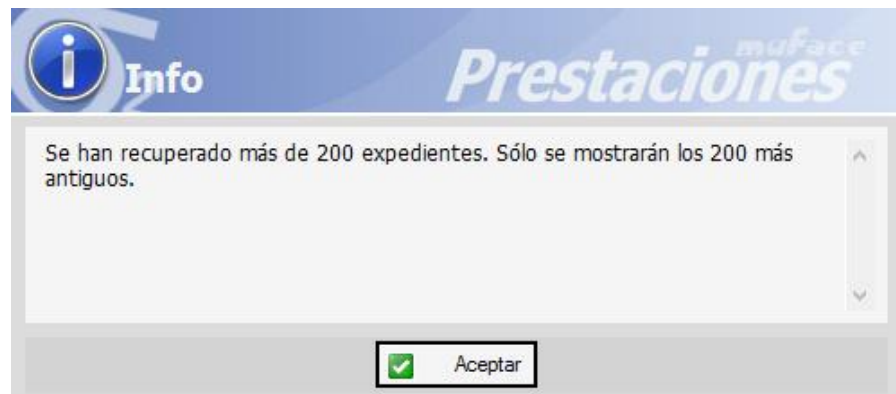 Info
muface
Prestaciones
Se han recuperado más de 200 expedientes. Sólo se mostrarán los 200 más
antiguos.
Aceptar